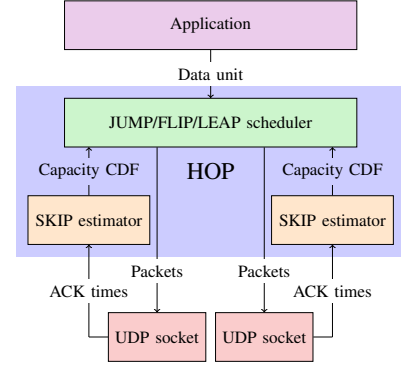 Application
Data unit
JUMP/FLIP/LEAP scheduler
Capacity CDF
HOP
Capacity CDF
SKIP estimator
SKIP estimator
Packets
Packets
ACK times
ACK times
UDP socket
UDP socket